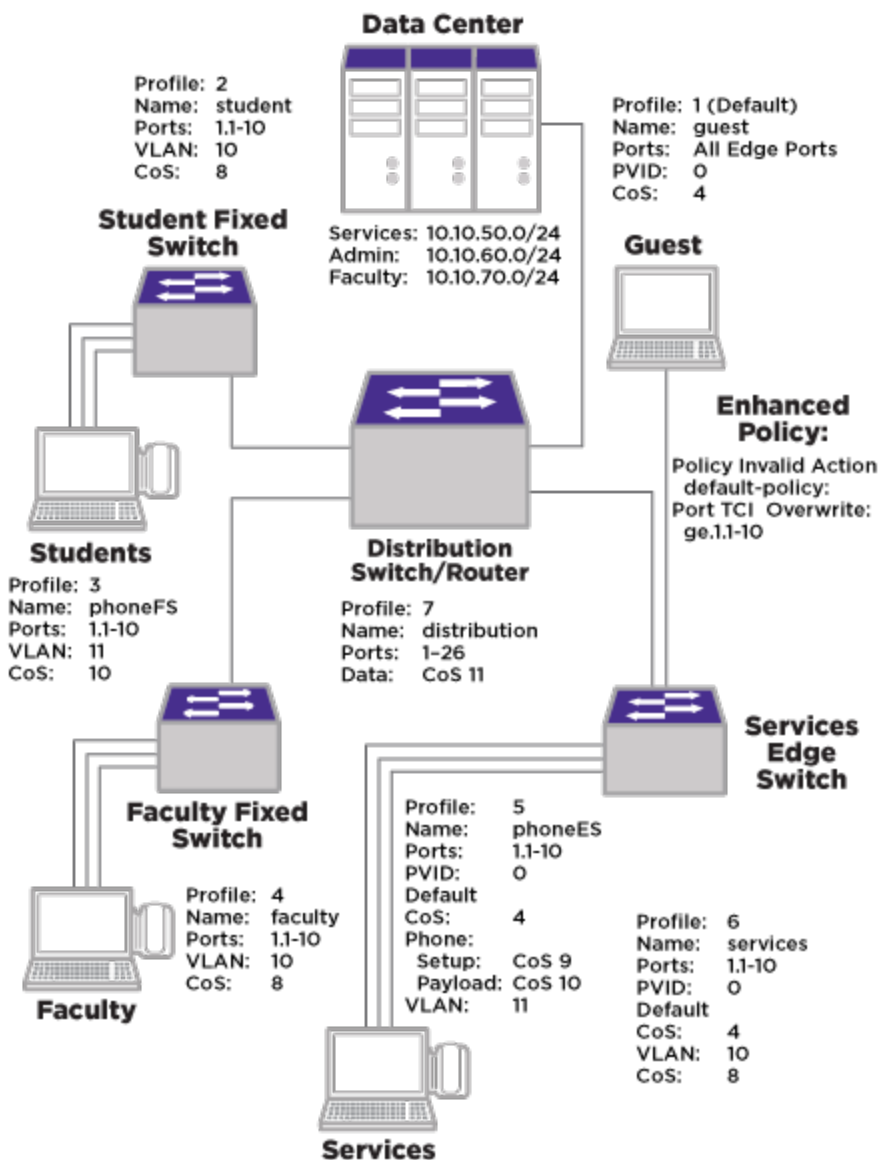 Data Center
Profile: 2
Name: student
Ports: 1.1-10
VLAN: 10
CoS: 8
Profile: 1 (Default)
Name: guest
Ports: All Edge Ports
PVID: 0
CoS: 4
Student Fixed
Switch
Services: 10.10.50.0/24
Admin: 10.10.60.0/24
Faculty: 10.10.70.0/24
Guest
Enhanced
Policy:
Policy Invalid Action
default-policy:
Port TCI Overwrite:
ge.1.1-10
Students
Profile: 3
Name: phoneFS
Ports: 1.1-10
VLAN: 11
CoS: 10
Distribution
Switch/Router
Profile: 7
Name: distribution
Ports: 1-26
Data: CoS 11
Services
Edge
Switch
Faculty Fixed
Switch
Profile: 5
Name: phoneES
Ports: 1.1-10
PVID: 0
Default
CoS: 4
Phone:
Setup: CoS 9
Payload: CoS 10
VLAN: 11
Profile: 4
Name: faculty
Ports: 1.1-10
VLAN: 10
CoS: 8
Faculty
Profile: 6
Name: services
Ports: 1.1-10
PVID: 0
Default
CoS: 4
VLAN: 10
CoS: 8
Services